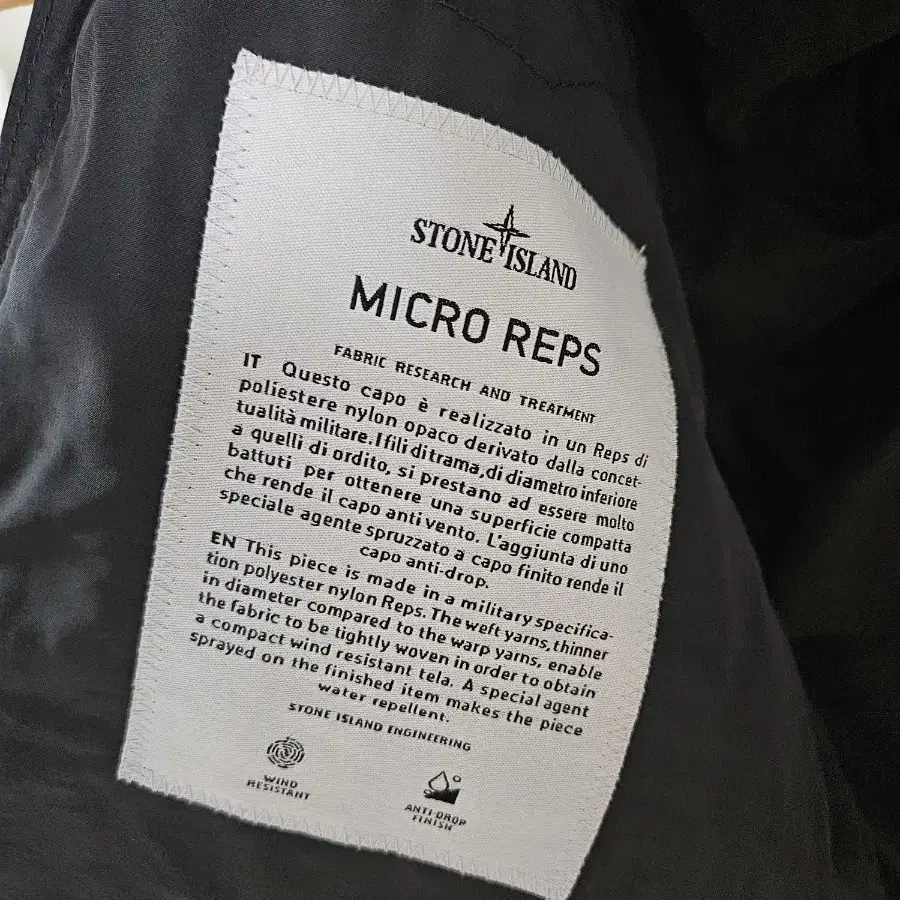 STONE ISLAND
MICRO REPS
FABRIC RESEARCH AND TREATMENT
IT Questo capo è realizzato in un Reps di
poliestere nylon opaco derivato dalla concet-
tualità militare. I fili di trama, di diametro inferiore
a quelli di ordito, si prestano ad essere molto
battuti per ottenere una superficie compatta
che rende il capo anti vento. L'aggiunta di uno
speciale agente spruzzato a capo finito rende il
capo anti-drop.
EN This piece is made in a military specifica-
tion polyester nylon Reps. The weft yarns, thinner
in diameter compared to the warp yarns, enable
the fabric to be tightly woven in order to obtain
a compact wind resistant tela. A special agent
sprayed on the finished item makes the piece
water repellent.
STONE ISLAND ENGINEERING
WIND
RESISTANT
ANTI-DROP
FINISH